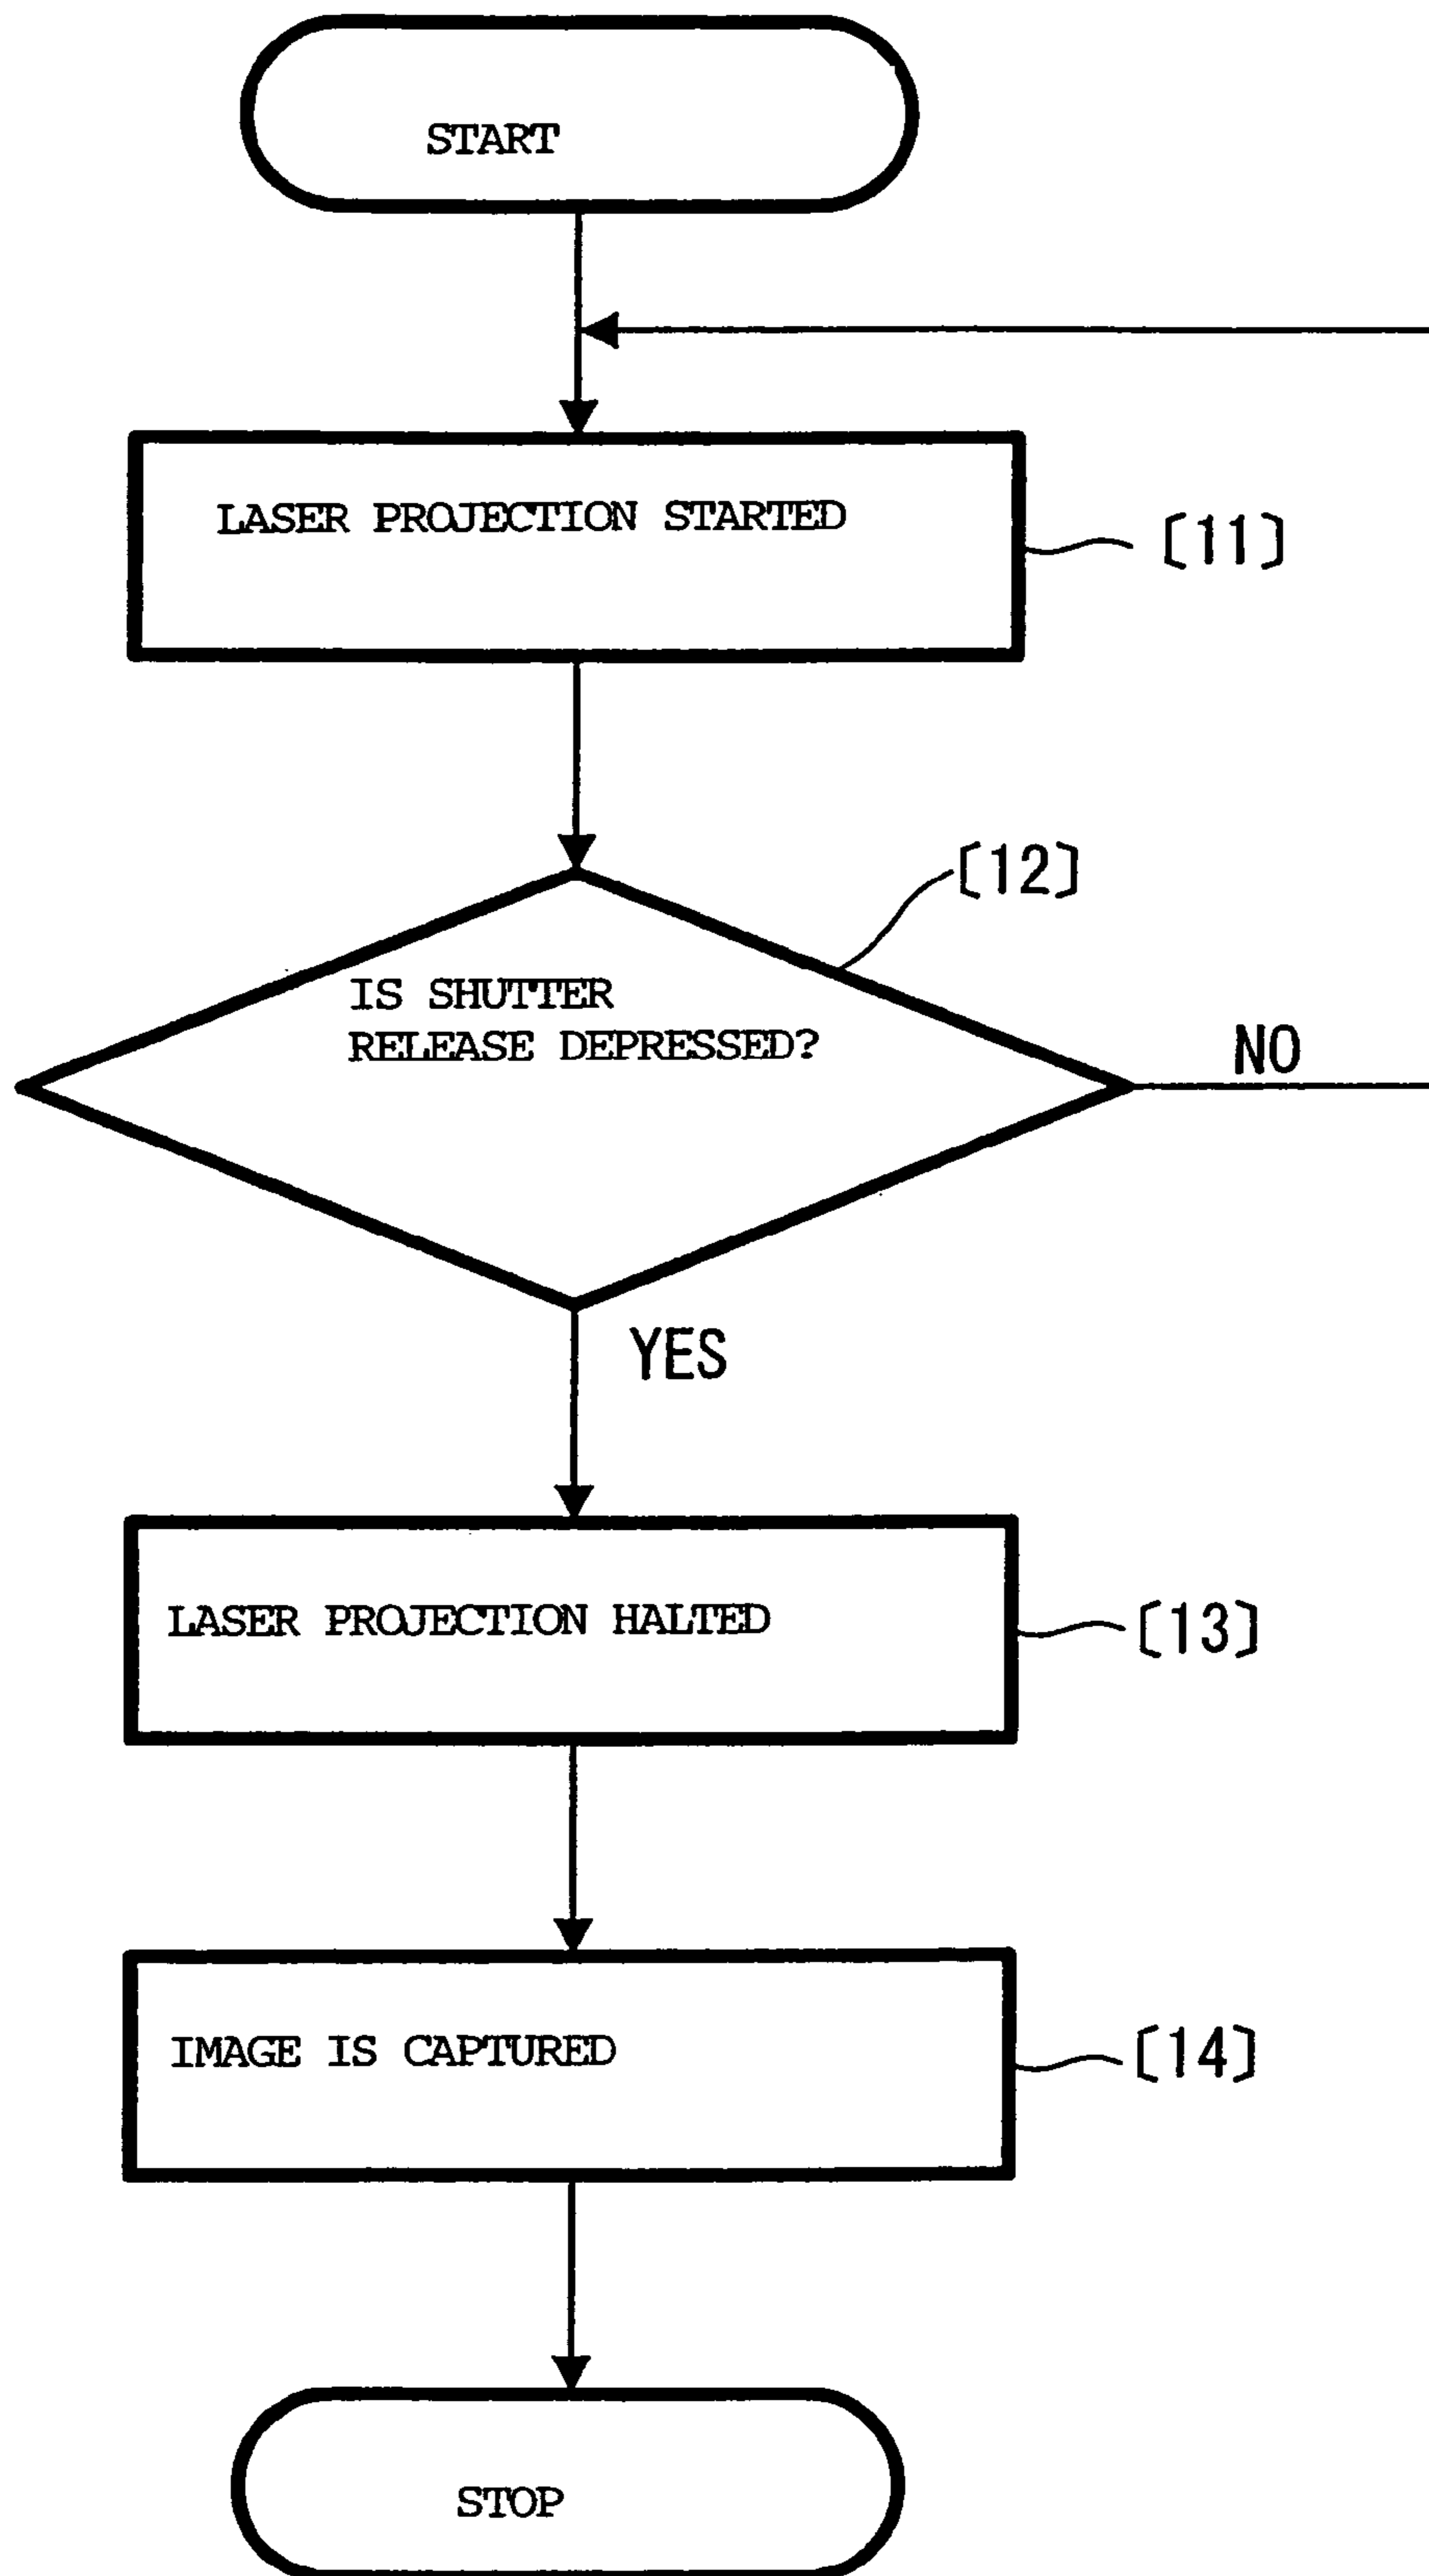 START
LASER PROJECTION STARTED
〔11〕
〔12〕
IS SHUTTER
RELEASE DEPRESSED?
NO
YES
LASER PROJECTION HALTED
〔13〕
IMAGE IS CAPTURED
〔14〕
STOP